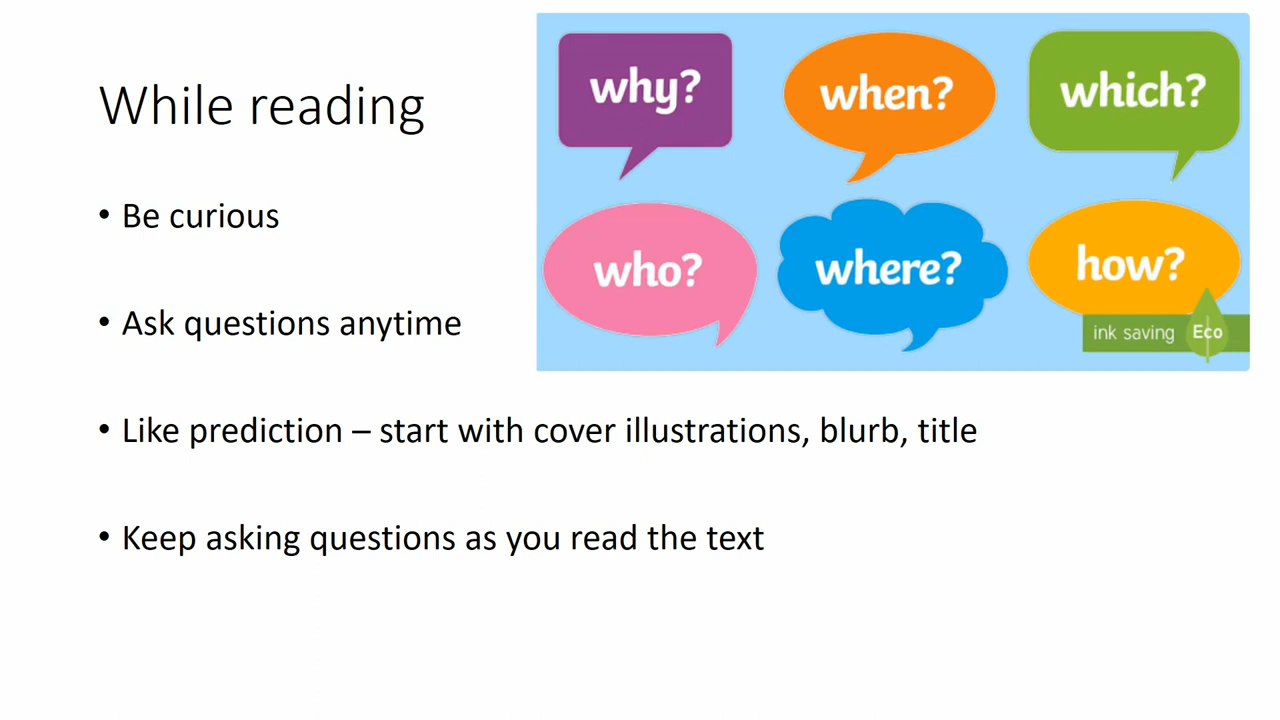 While reading
why?
when?
which?
who?
where?
how?
ink saving
Eco
• Be curious
• Ask questions anytime
• Like prediction – start with cover illustrations, blurb, title
• Keep asking questions as you read the text